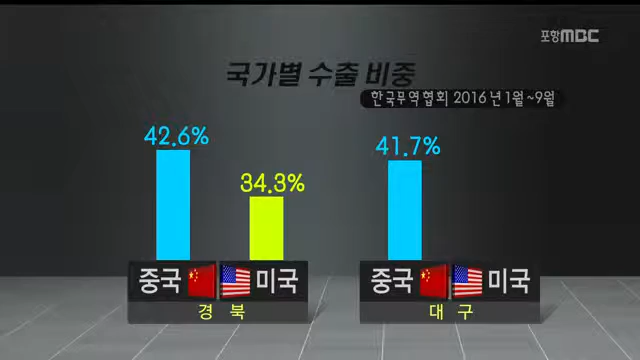 포항MBC
국가별 수출 비중
한국무역협회 2016년 1월~9월
42.6%
34.3%
41.7%
중국 미국
중국 미국
경 북
대 구